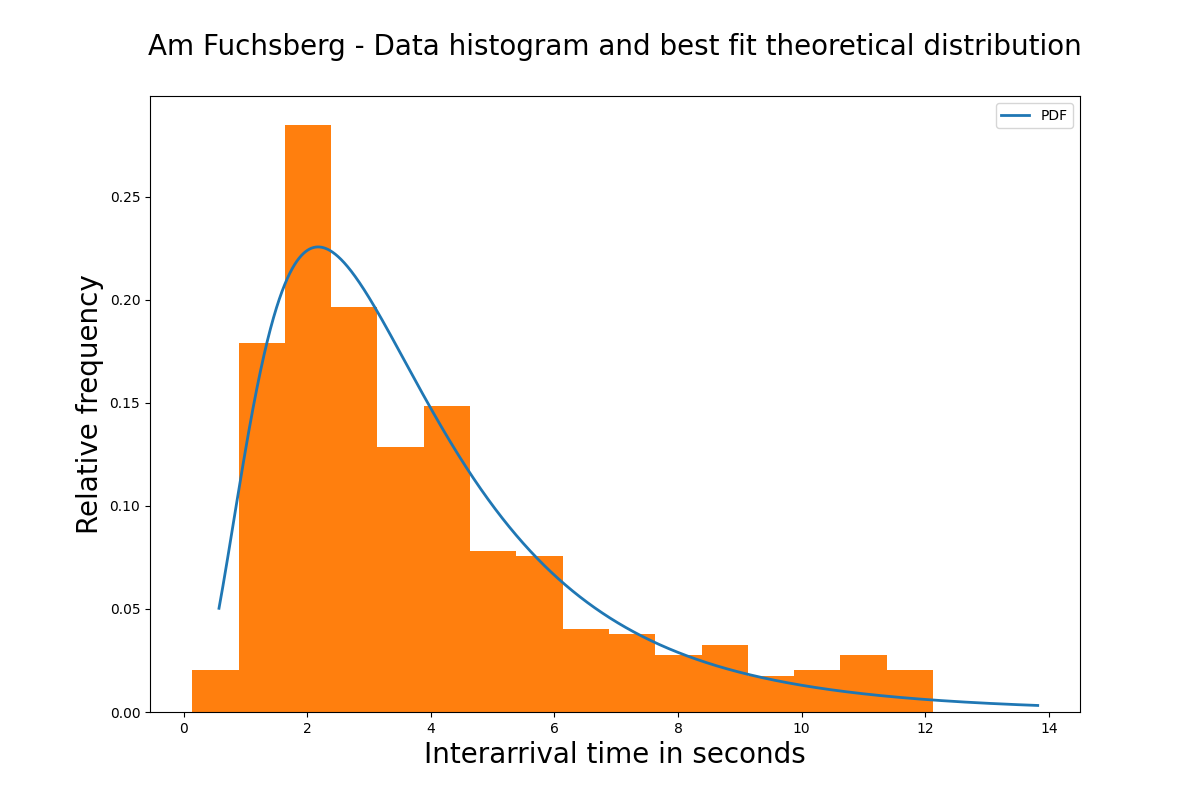 Am Fuchsberg - Data histogram and best fit theoretical distribution
PDF
Relative frequency
0.25
0.20
0.15
0.10
0.05
0.00
0 2 4 6 8 10 12 14
Interarrival time in seconds